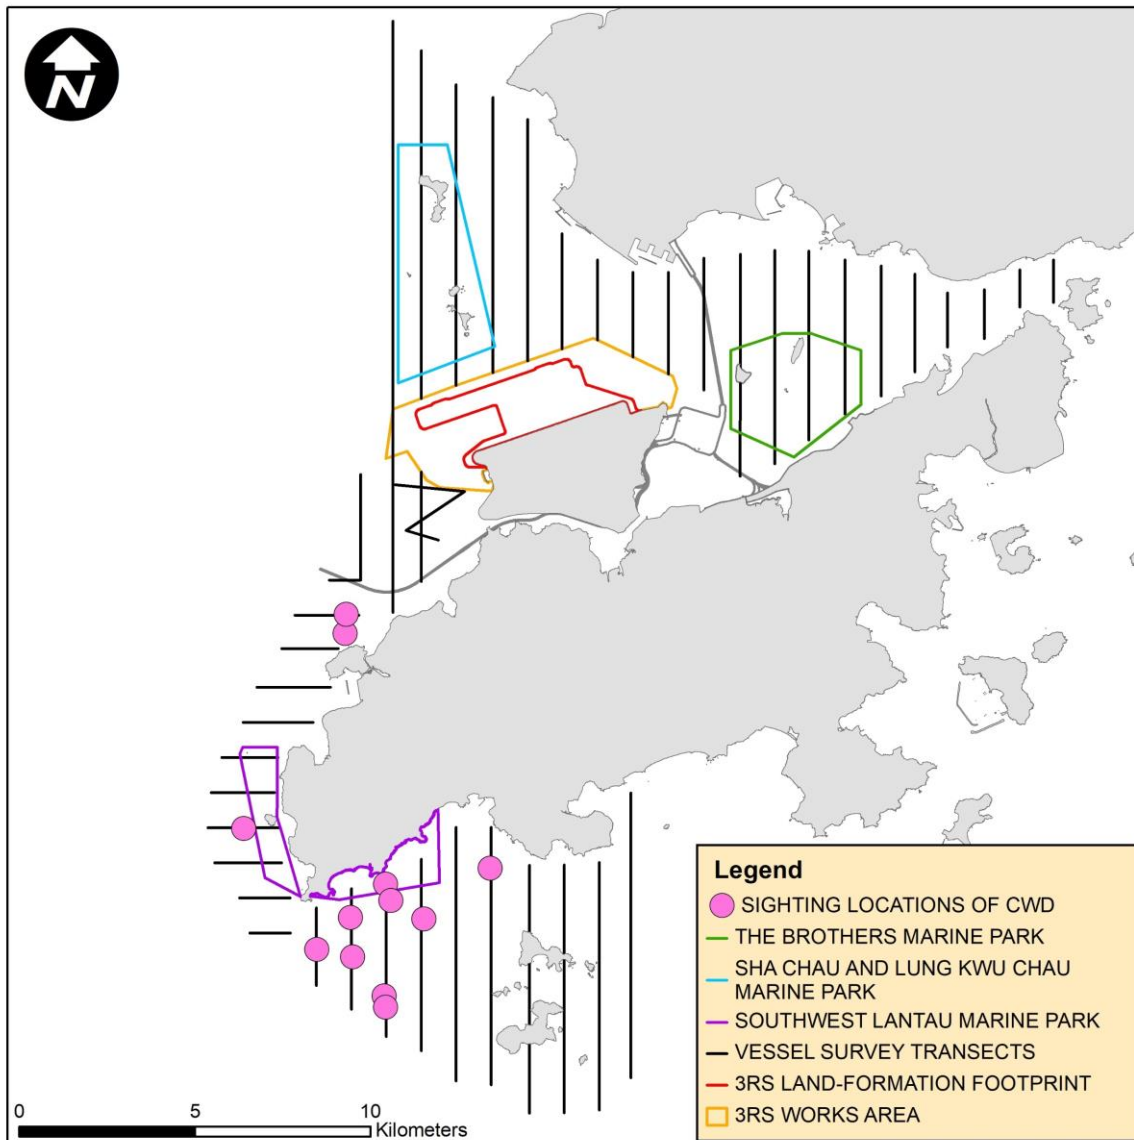 N
Legend
SIGHTING LOCATIONS OF CWD
THE BROTHERS MARINE PARK
SHA CHAU AND LUNG KWU CHAU
MARINE PARK
SOUTHWEST LANTAU MARINE PARK
VESSEL SURVEY TRANSECTS
3RS LAND-FORMATION FOOTPRINT
3RS WORKS AREA
0 5 10
Kilometers